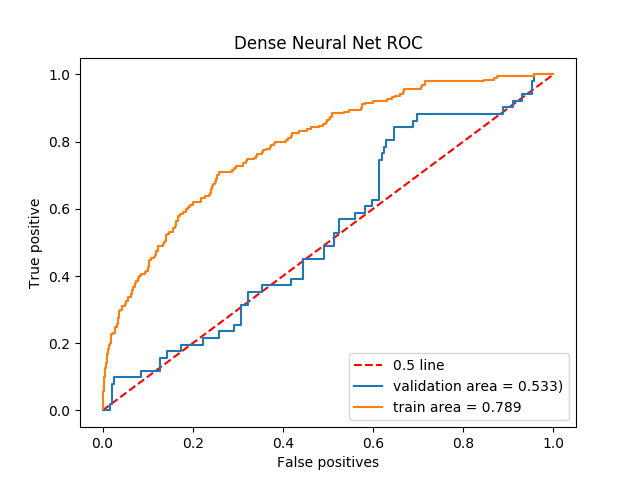 Dense Neural Net ROC
1.0
0.8
0.6
0.4
0.2
0.0
True positive
0.5 line
validation area = 0.533)
train area = 0.789
0.0 0.2 0.4 0.6 0.8 1.0
False positives